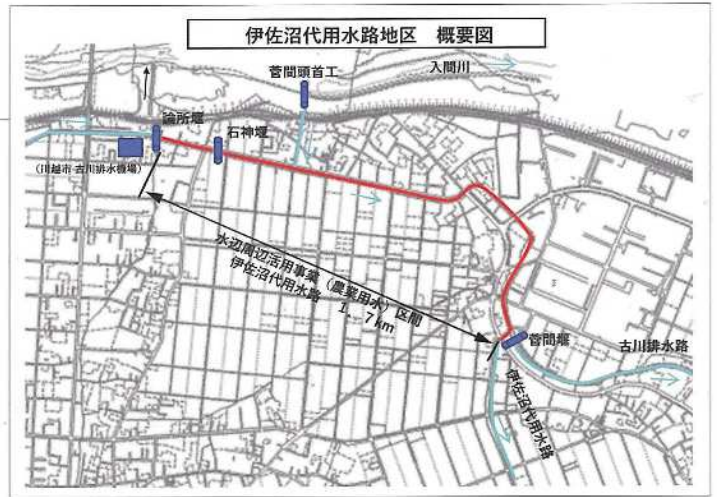 伊佐沼代用水路地区　概要図
入間川
菅間頭首工
論所堰
石神堰
（川越市 古川排水機場）
水辺周辺活用事業（農業用水）区間
伊佐沼代用水路　１．７km
菅間堰
古川排水路
伊佐沼代用水路